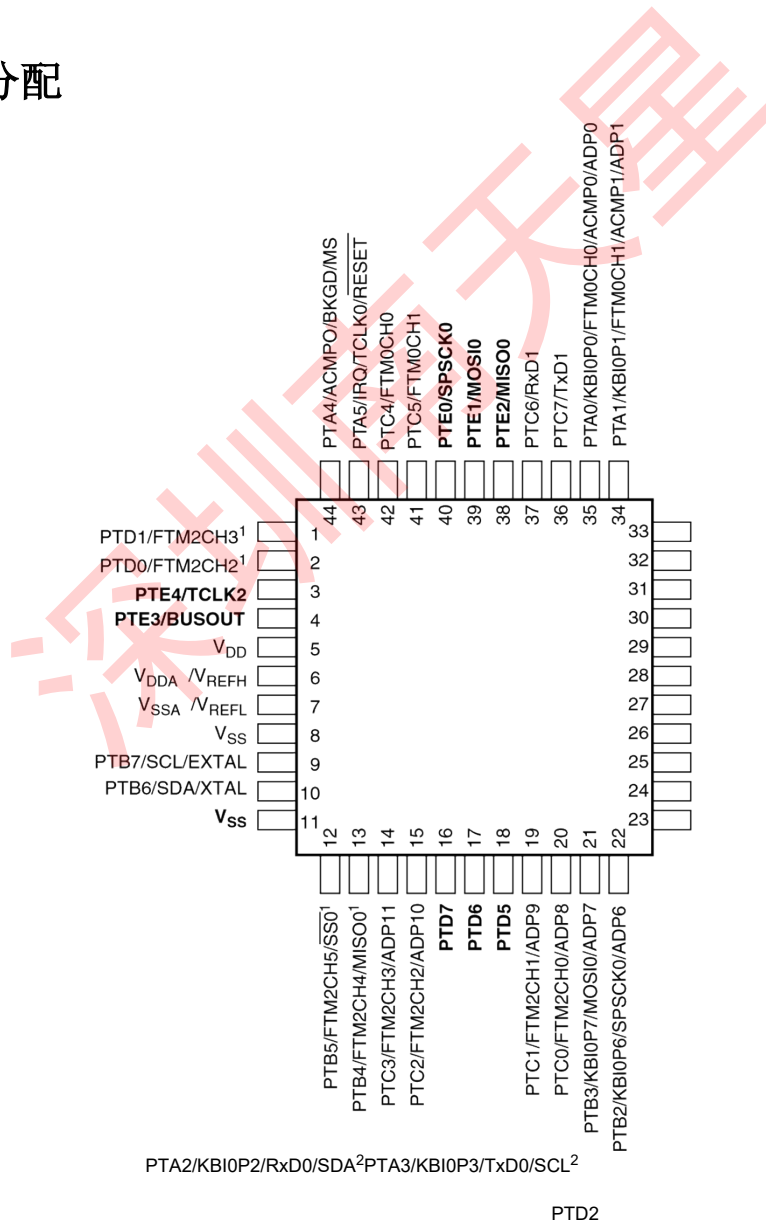 分配
PTA4/ACMPO/BKGD/MS
PTA5/IRQ/TCLK0/RESET
PTC4/FTM0CH0
PTC5/FTM0CH1
PTE0/SPSCK0
PTE1/MOSI0
PTE2/MISO0
PTC6/RxD1
PTC7/TxD1
PTA0/KBI0P0/FTM0CH0/ACMP0/ADP0
PTA1/KBI0P1/FTM0CH1/ACMP1/ADP1
44 43 42 41 40 39 38 37 36 35 34
PTD1/FTM2CH3¹ 1
PTD0/FTM2CH2¹ 2
PTE4/TCLK2 3
PTE3/BUSOUT 4
VDD 5
VDDA /VREFH 6
VSSA /VREFL 7
VSS 8
PTB7/SCL/EXTAL 9
PTB6/SDA/XTAL 10
VSS 11
33
32
31
30
29
28
27
26
25
24
23
12 13 14 15 16 17 18 19 20 21 22
PTB5/FTM2CH5/SS0¹
PTB4/FTM2CH4/MISO0¹
PTC3/FTM2CH3/ADP11
PTC2/FTM2CH2/ADP10
PTD7
PTD6
PTD5
PTC1/FTM2CH1/ADP9
PTC0/FTM2CH0/ADP8
PTB3/KBI0P7/MOSI0/ADP7
PTB2/KBI0P6/SPSCK0/ADP6
PTA2/KBI0P2/RxD0/SDA²PTA3/KBI0P3/TxD0/SCL²
PTD2
深圳南天星